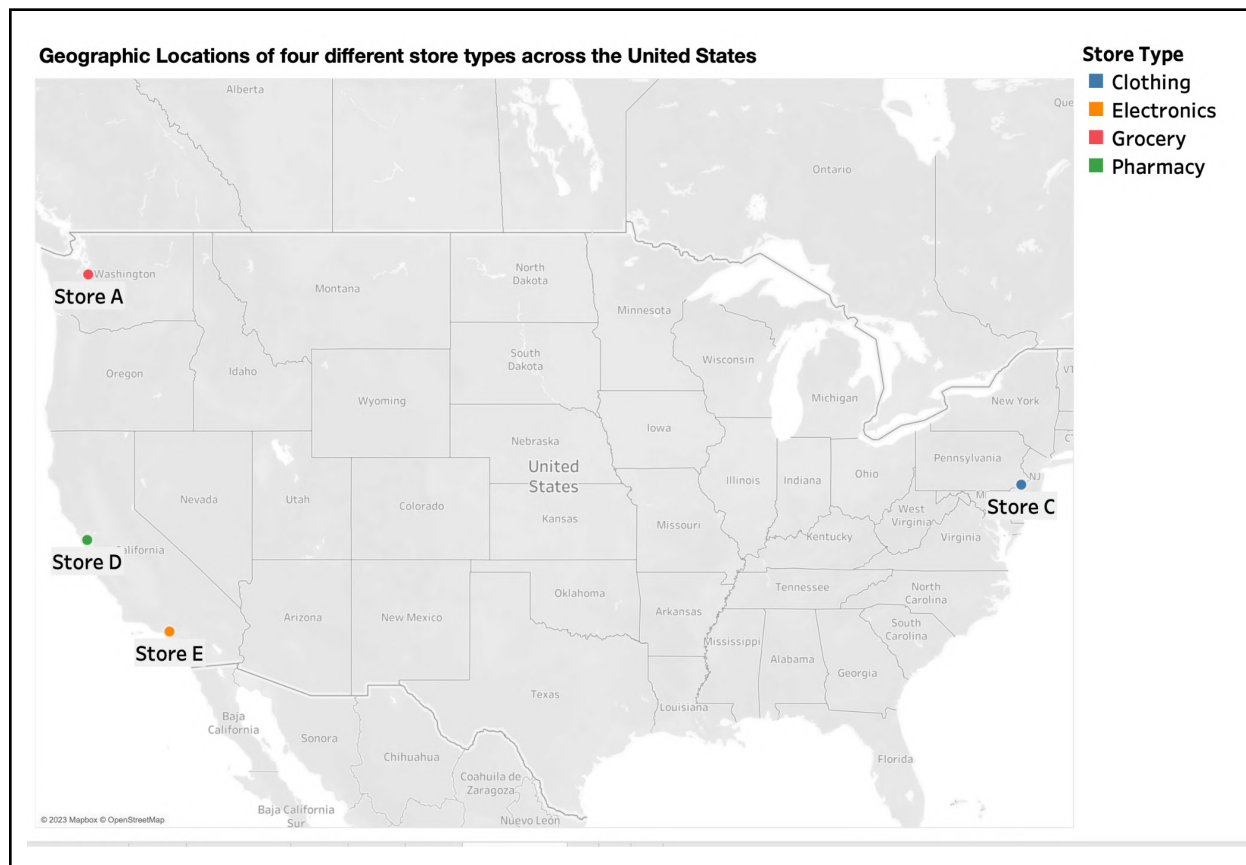 Geographic Locations of four different store types across the United States
Store Type
Clothing
Electronics
Grocery
Pharmacy
Alberta
Que
Ontario
Washington
Store A
Montana
North
Dakota
Minnesota
Oregon
Idaho
South
Dakota
Wisconsin
Wyoming
Michigan
New York
VT
Iowa
Nebraska
United
States
Pennsylvania
NJ
Nevada
Utah
Colorado
Kansas
Illinois
Indiana
Ohio
Missouri
West
Virginia
Virginia
Store C
Kentucky
California
Store D
Tennessee
North
Carolina
Oklahoma
Arkansas
Arizona
New Mexico
South
Carolina
Store E
Mississippi
Alabama
Georgia
Texas
Louisiana
Baja
California
Sonora
Chihuahua
Florida
Coahuila de
Zaragoza
Baja California
Sur
Nuevo León
© 2023 Mapbox © OpenStreetMap